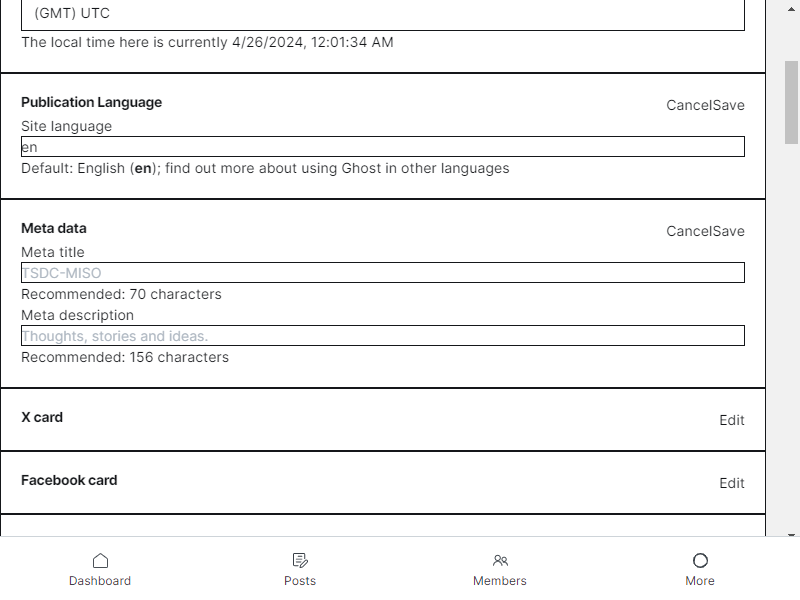 (GMT) UTC
The local time here is currently 4/26/2024, 12:01:34 AM
Publication Language
CancelSave
Site language
en
Default: English (en); find out more about using Ghost in other languages
Meta data
CancelSave
Meta title
TSDC-MISO
Recommended: 70 characters
Meta description
Thoughts, stories and ideas.
Recommended: 156 characters
X card
Edit
Facebook card
Edit
Dashboard
Posts
Members
More